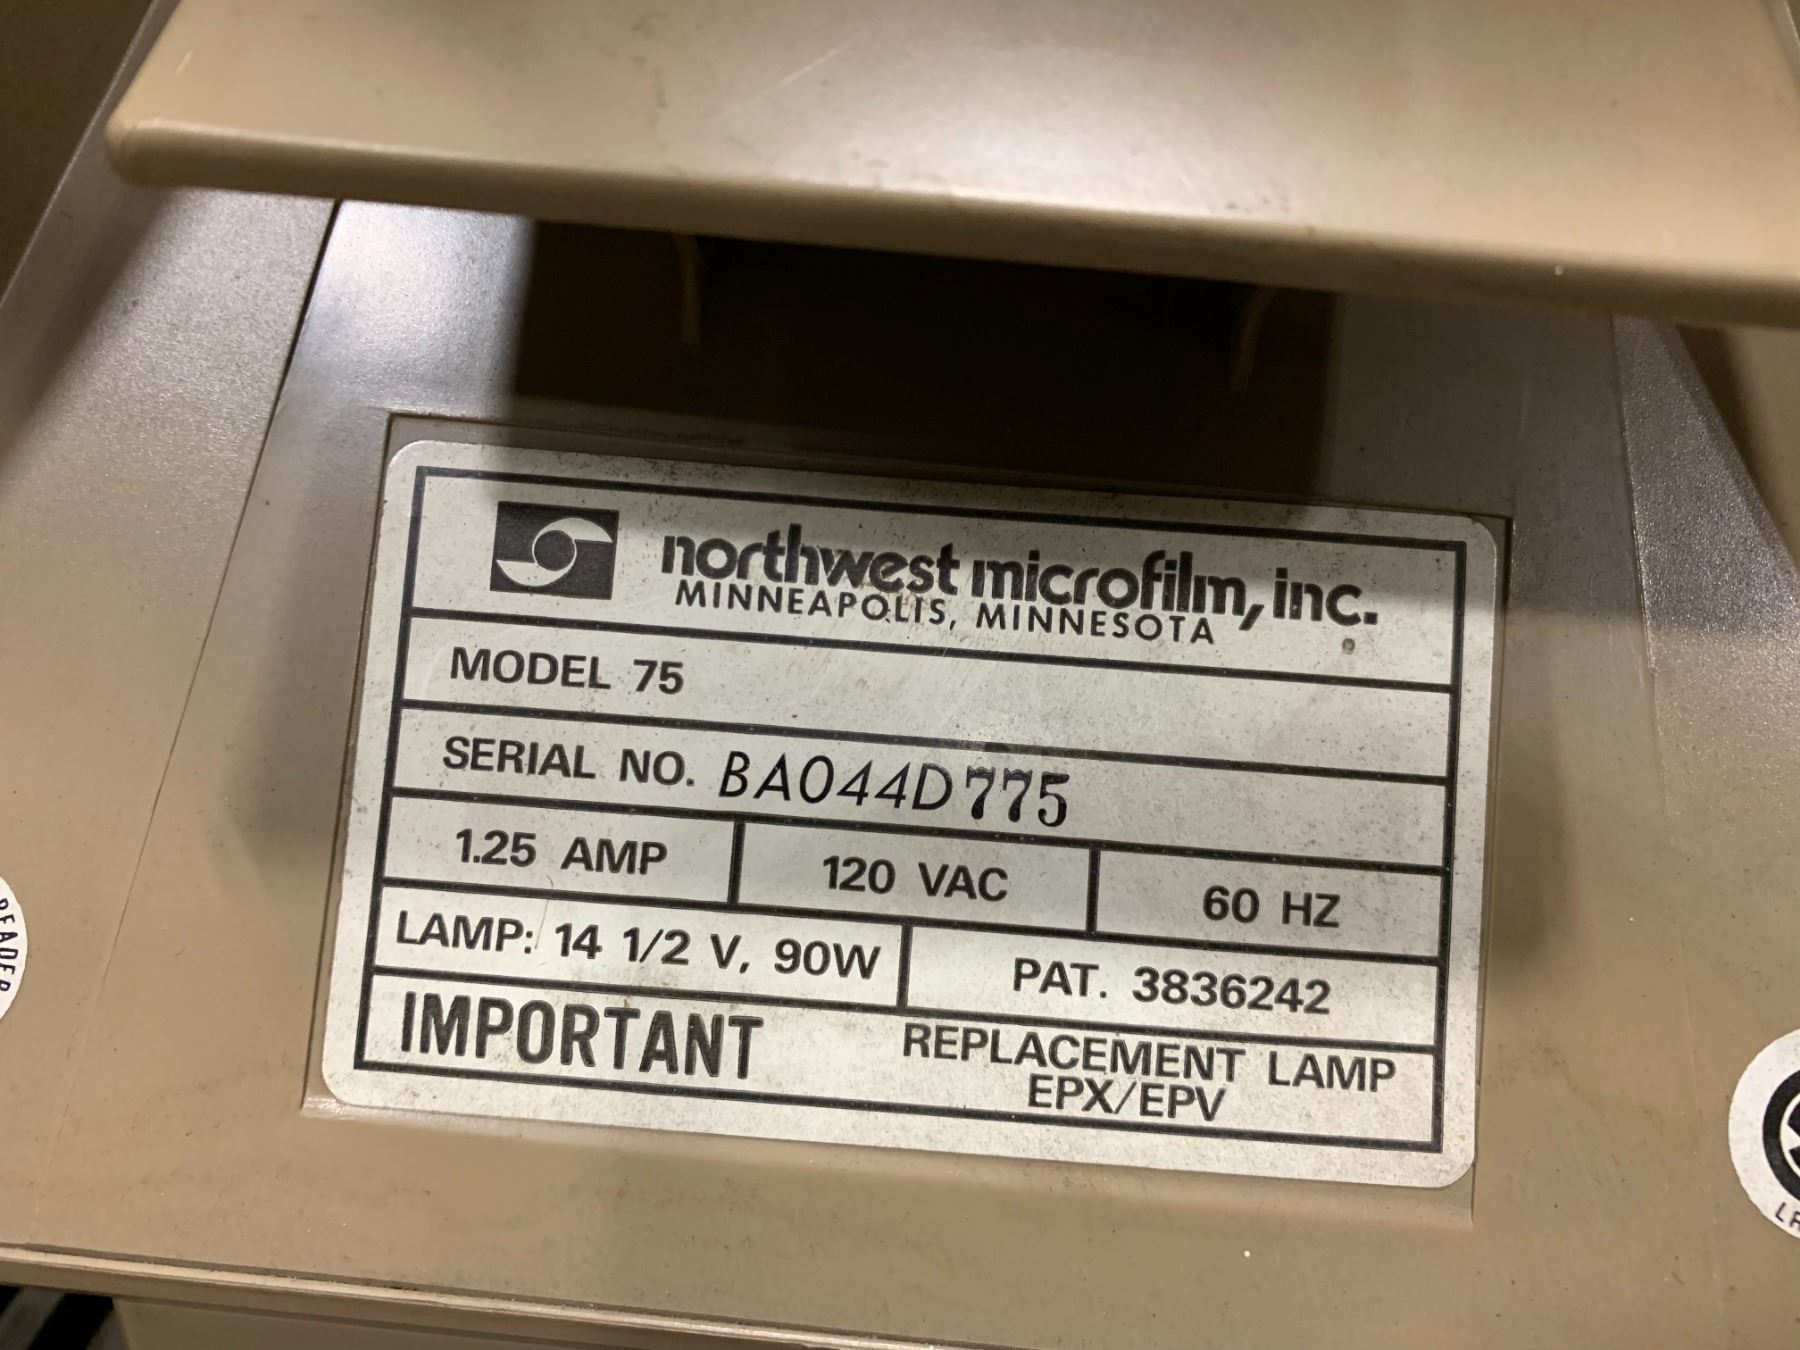 northwest microfilm, inc.
MINNEAPOLIS, MINNESOTA
MODEL 75
SERIAL NO. BA044D775
1.25 AMP 120 VAC 60 HZ
LAMP: 14 1/2 V, 90W PAT. 3836242
IMPORTANT REPLACEMENT LAMP
EPX/EPV
READER